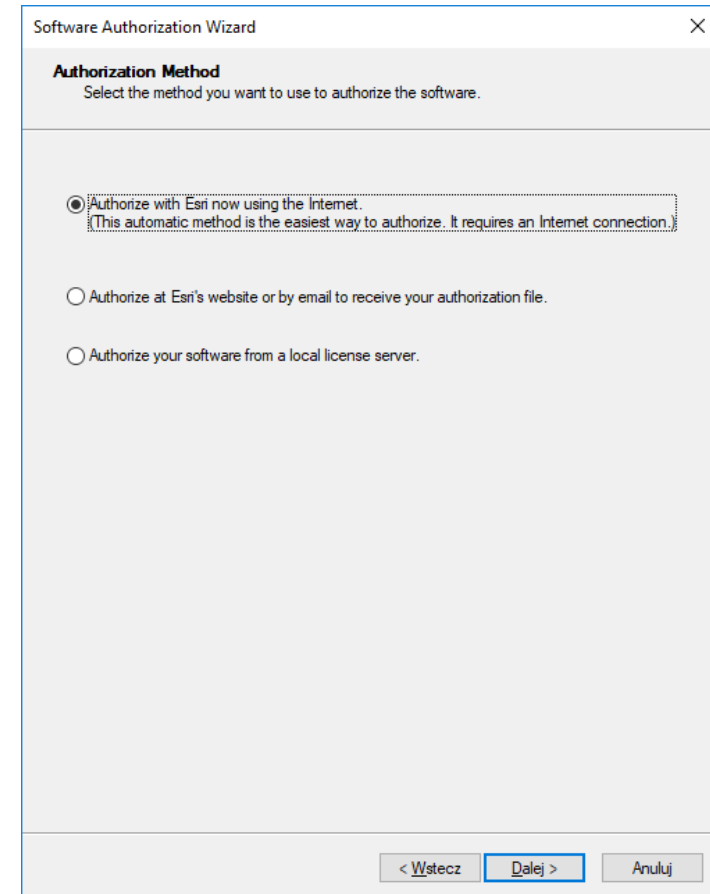 Software Authorization Wizard
Authorization Method
Select the method you want to use to authorize the software.
Authorize with Esri now using the Internet.
(This automatic method is the easiest way to authorize. It requires an Internet connection.)
Authorize at Esri's website or by email to receive your authorization file.
Authorize your software from a local license server.
< Wstecz Dalej > Anuluj